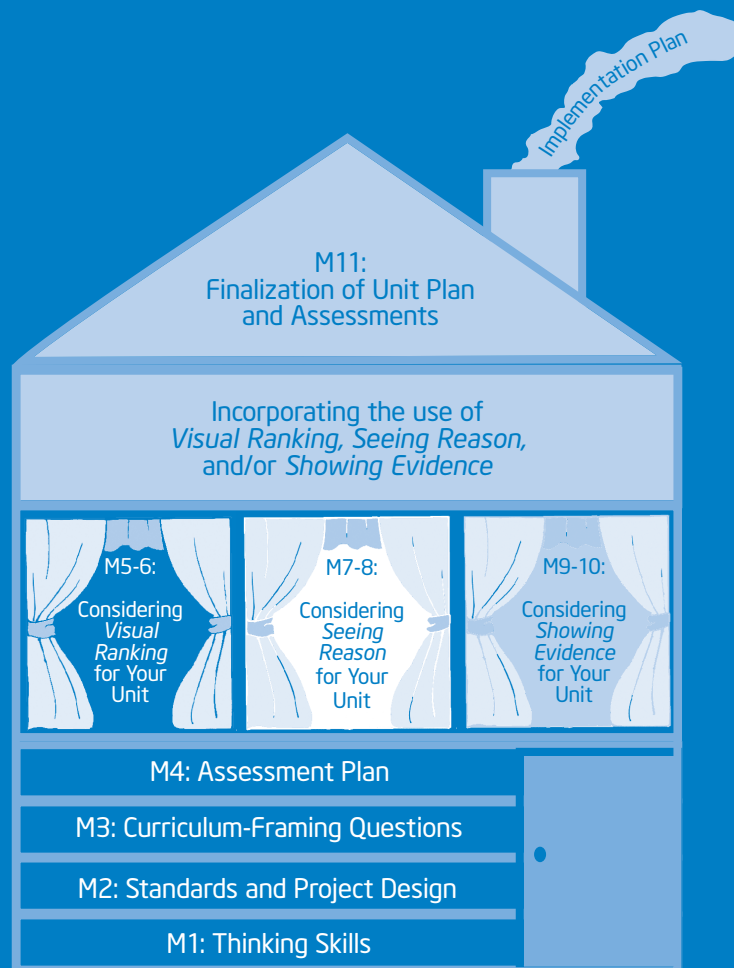 Implementation Plan
M11:
Finalization of Unit Plan
and Assessments
Incorporating the use of
Visual Ranking, Seeing Reason,
and/or Showing Evidence
M5-6:
Considering
Visual
Ranking
for Your
Unit
M7-8:
Considering
Seeing
Reason
for Your
Unit
M9-10:
Considering
Showing
Evidence
for Your
Unit
M4: Assessment Plan
M3: Curriculum-Framing Questions
M2: Standards and Project Design
M1: Thinking Skills